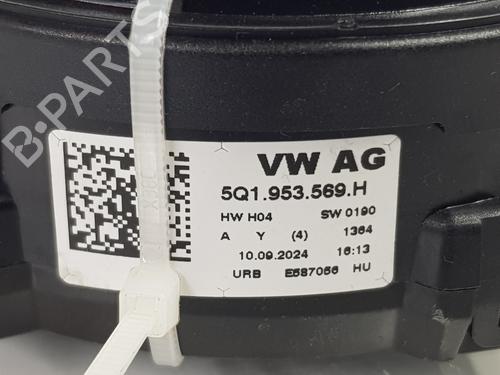 VW AG
5Q1.953.569.H
HW H04 SW 0190
A Y (4) 1364
10.09.2024 16:13
URB E587056 HU
B-PARTS